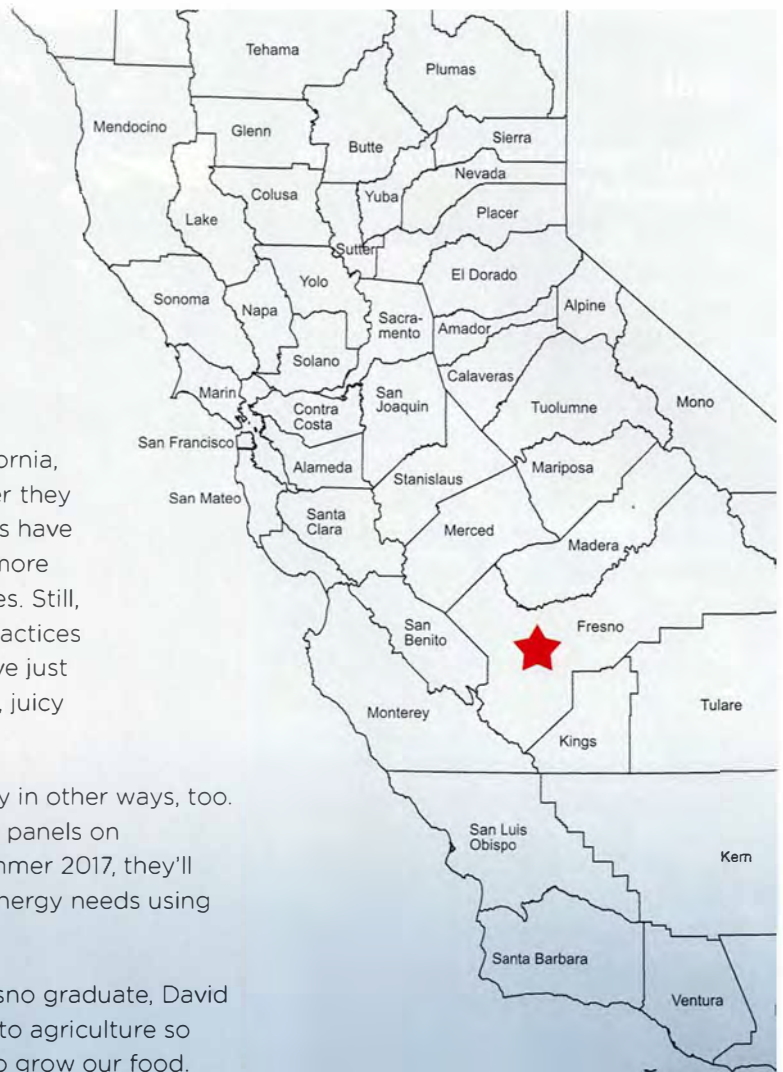 Tehama
Plumas
Mendocino
Glenn
Butte
Sierra
Nevada
Colusa
Yuba
Placer
Lake
Sutter
El Dorado
Yolo
Sonoma
Napa
Alpine
Sacra-
mento
Amador
Solano
Calaveras
Marin
San
Joaquin
Mono
Contra
Costa
Tuolumne
San Francisco
Alameda
Mariposa
Stanislaus
San Mateo
Santa
Clara
Merced
Madera
San
Benito
Fresno
Tulare
Monterey
Kings
San Luis
Obispo
Kern
Santa Barbara
Ventura
ornia,
er they
s have
more
es. Still,
actices
ve just
, juicy
y in other ways, too.
panels on
mmer 2017, they'll
energy needs using
sno graduate, David
to agriculture so
o grow our food.